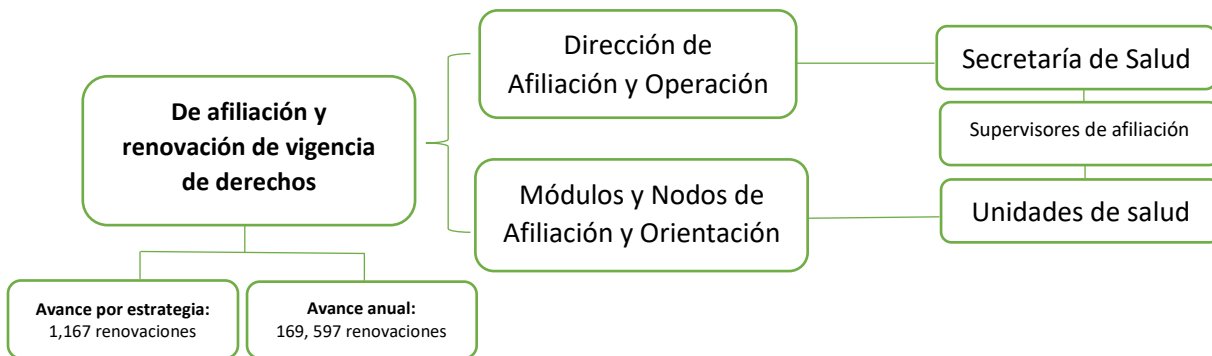 De afiliación y
renovación de vigencia
de derechos
Avance por estrategia:
1,167 renovaciones
Avance anual:
169, 597 renovaciones
Dirección de
Afiliación y Operación
Módulos y Nodos de
Afiliación y Orientación
Secretaría de Salud
Supervisores de afiliación
Unidades de salud